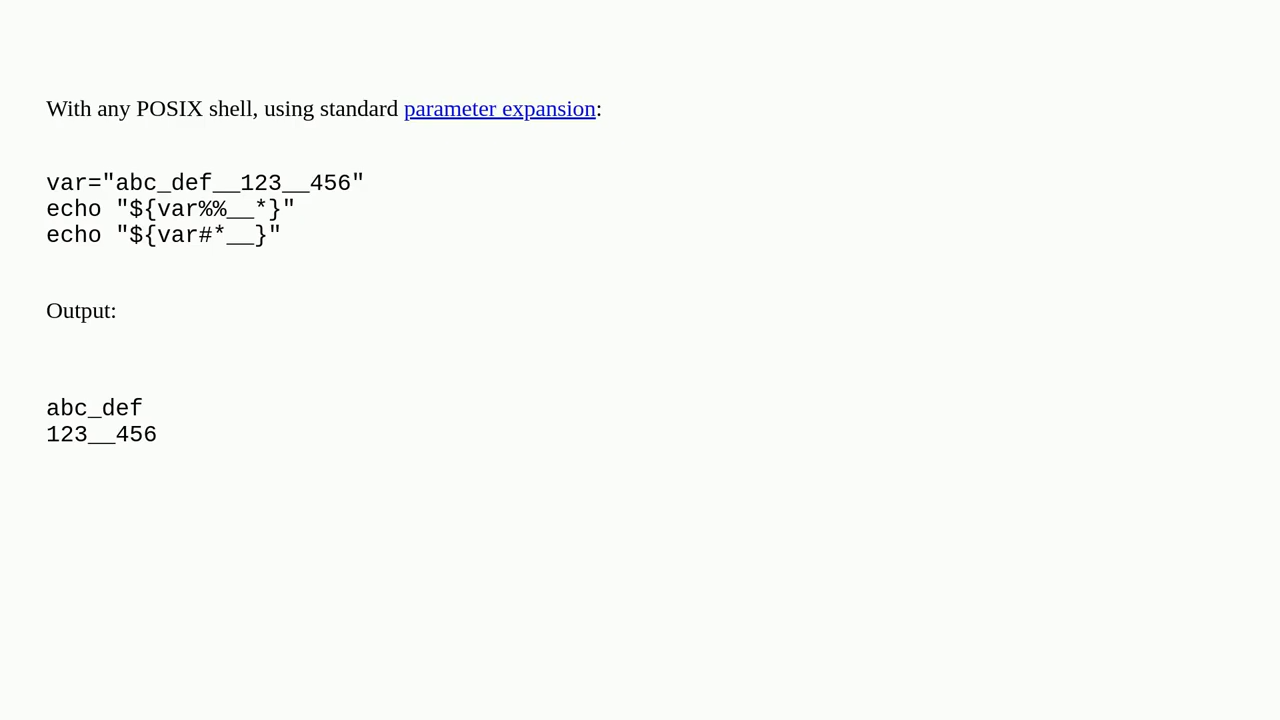 With any POSIX shell, using standard parameter expansion:
var="abc_def__123__456"
echo "${var%%__*}"
echo "${var#*__}"
Output:
abc_def
123__456